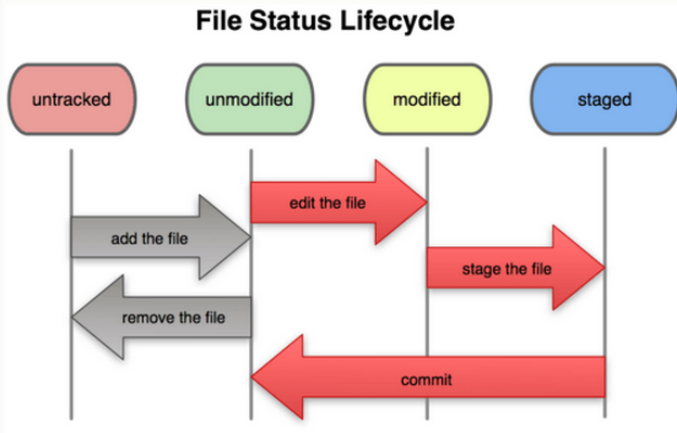 File Status Lifecycle
untracked
unmodified
modified
staged
edit the file
add the file
stage the file
remove the file
commit